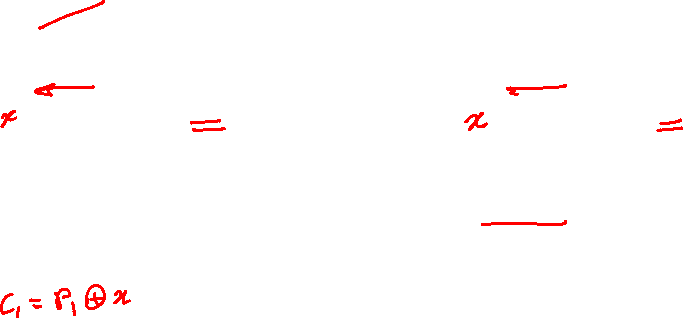 x = x =
C₁ = P₁ ⊕ x